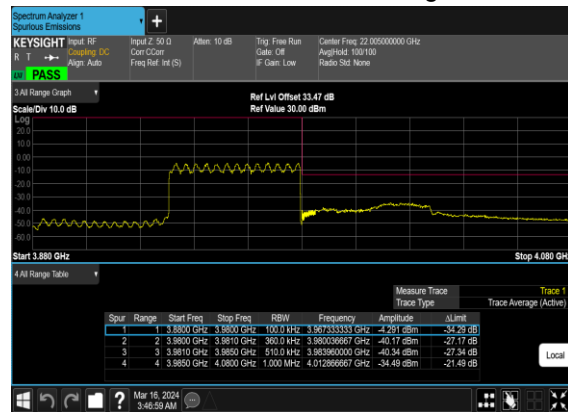 Spectrum Analyzer 1
Spurious Emissions
+
KEYSIGHT Input: RF Input Z: 50 Ω Atten: 10 dB Trig: Free Run Center Freq: 22.005000000 GHz
R T Coupling: DC Corr CCorr Gate: Off Avg|Hold: 100/100
Align: Auto Freq Ref: Int (S) IF Gain: Low Radio Std: None
PASS
3 All Range Graph
Ref Lvl Offset 33.47 dB
Scale/Div 10.0 dB Ref Value 30.00 dBm
Log
20.0
10.0
0.00
-10.0
-20.0
-30.0
-40.0
-50.0
-60.0
Start 3.880 GHz Stop 4.080 GH
4 All Range Table
Measure Trace Trace 1
Trace Type Trace Average (Active)
Spur Range Start Freq Stop Freq RBW Frequency Amplitude ΔLimit
1 1 3.8800 GHz 3.9800 GHz 100.0 kHz 3.967333333 GHz -4.291 dBm -34.29 dB
2 2 3.9800 GHz 3.9810 GHz 360.0 kHz 3.980036667 GHz -40.17 dBm -27.17 dB
3 3 3.9810 GHz 3.9850 GHz 510.0 kHz 3.983960000 GHz -40.34 dBm -27.34 dB
4 4 3.9850 GHz 4.0800 GHz 1.000 MHz 4.012866667 GHz -34.49 dBm -21.49 dB
Local
? Mar 16, 2024
3:46:59 AM